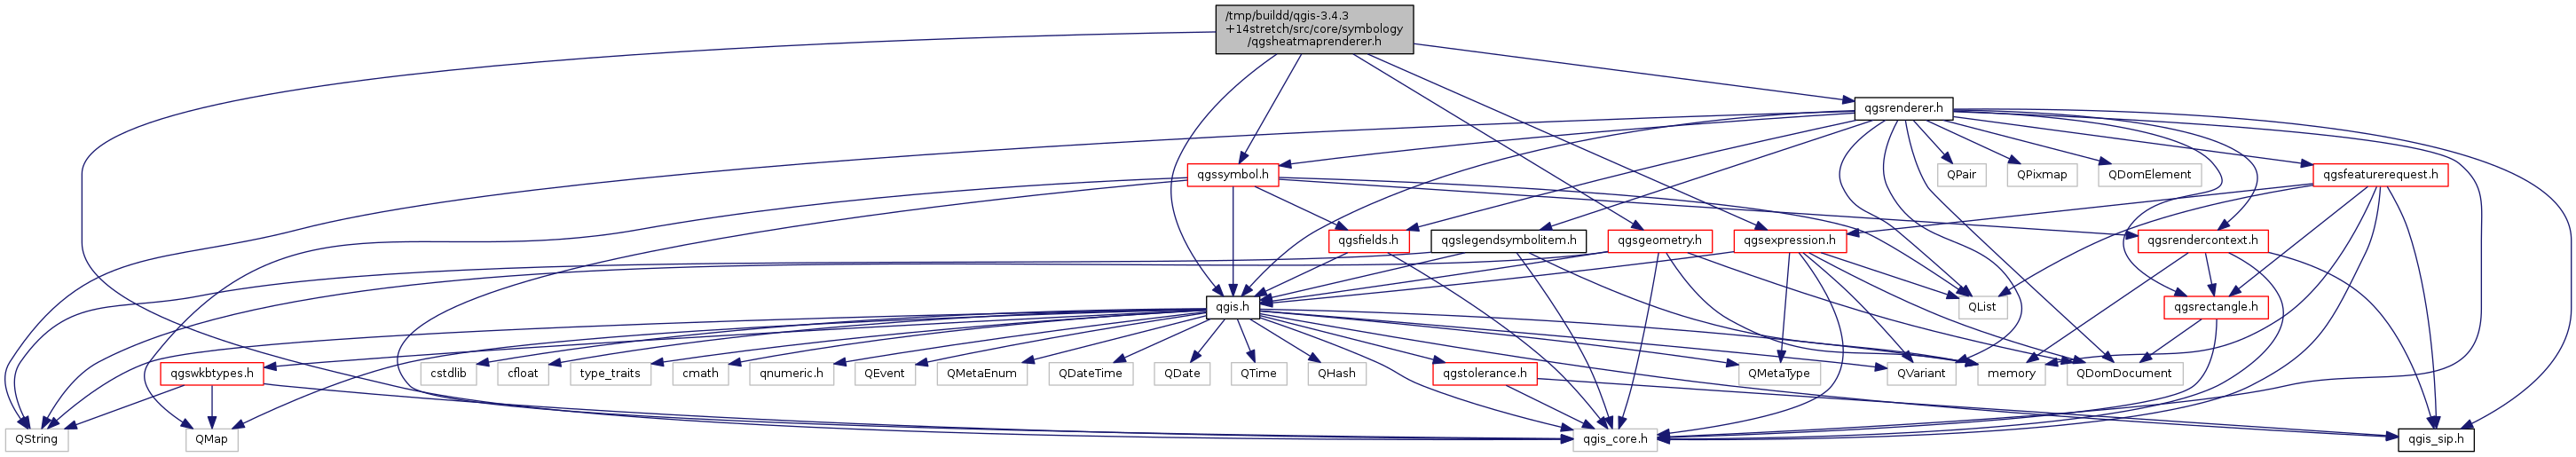 /tmp/buildd/qgis-3.4.3
+14stretch/src/core/symbology
/qgsheatmaprenderer.h
qgsrenderer.h
qgssymbol.h
QPair
QPixmap
QDomElement
qgsfeaturerequest.h
qgsfields.h
qgslegendsymbolitem.h
qgsgeometry.h
qgsexpression.h
qgsrendercontext.h
qgis.h
QList
qgsrectangle.h
qgswkbtypes.h
cstdlib
cfloat
type_traits
cmath
qnumeric.h
QEvent
QMetaEnum
QDateTime
QDate
QTime
QHash
qgstolerance.h
QMetaType
QVariant
memory
QDomDocument
QString
QMap
qgis_core.h
qgis_sip.h